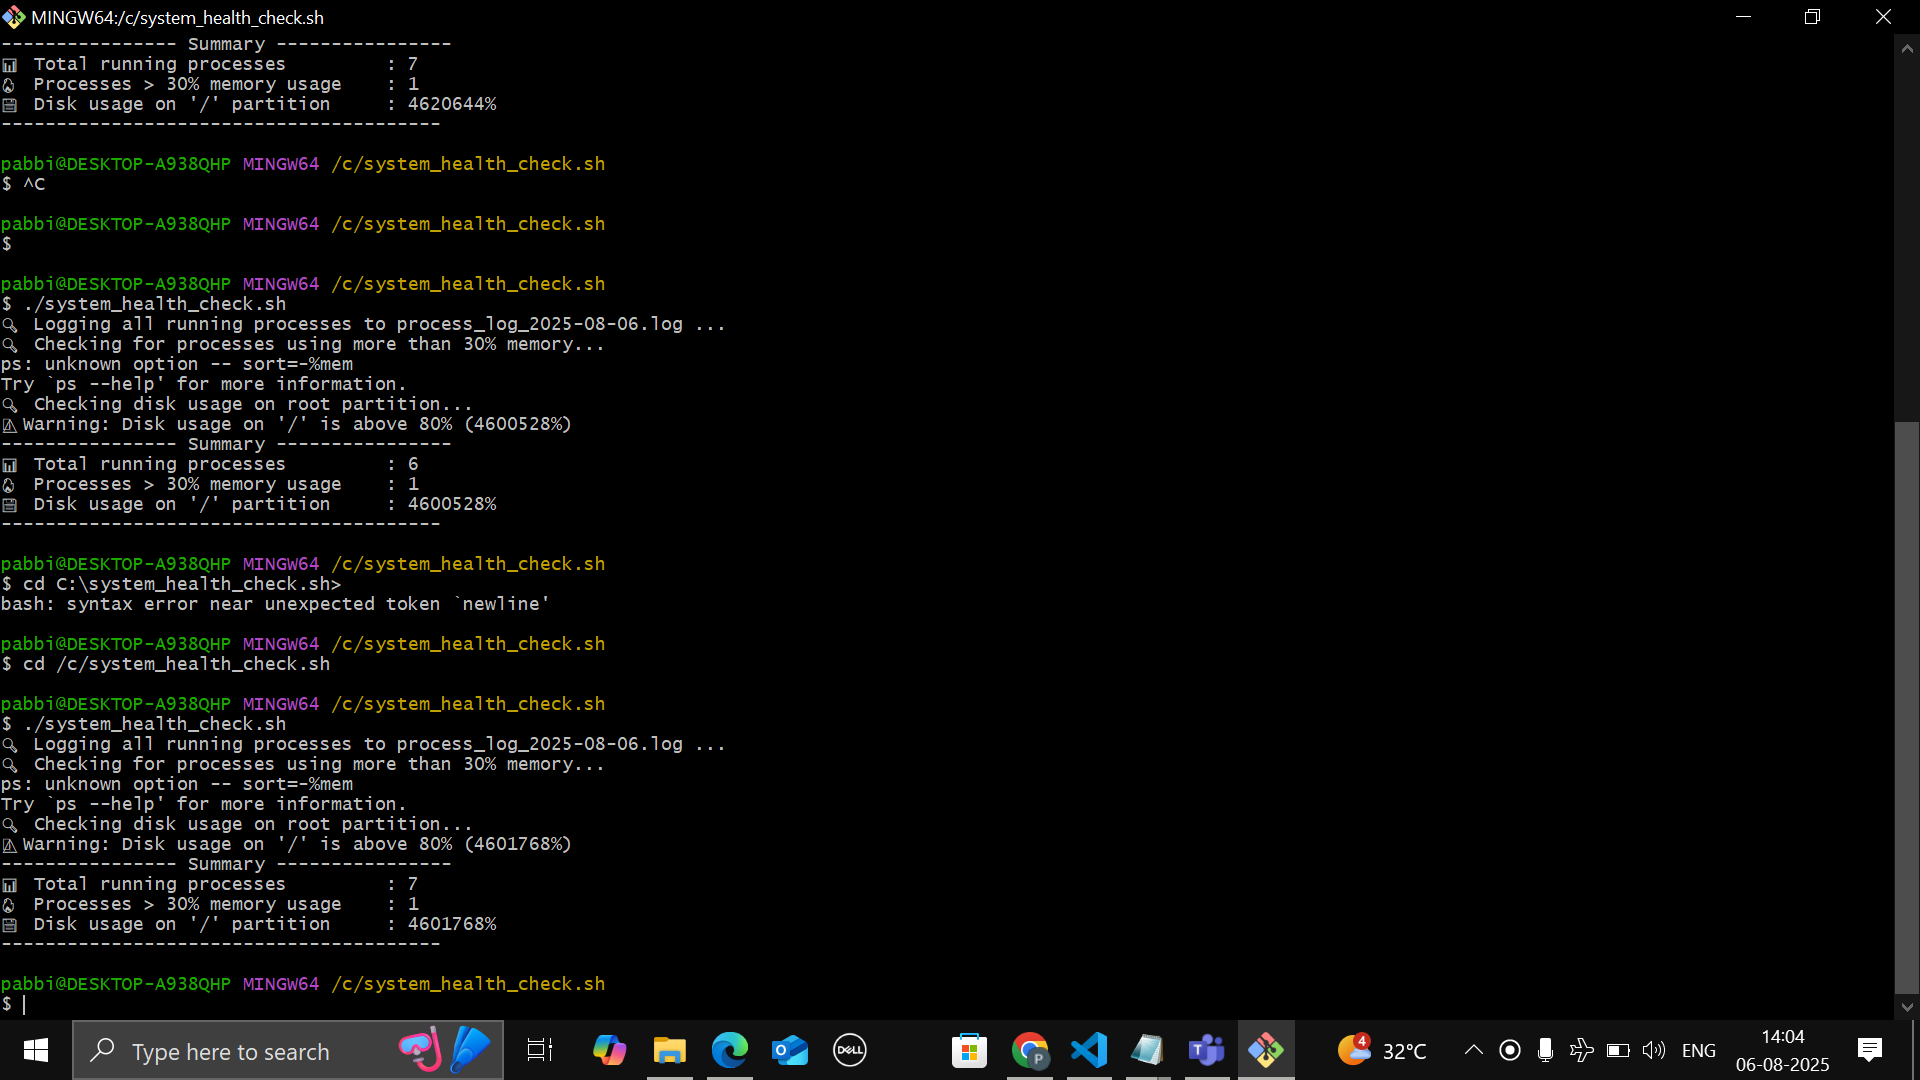 MINGW64:/c/system_health_check.sh
---------------- Summary ----------------
Total running processes : 7
Processes > 30% memory usage : 1
Disk usage on '/' partition : 4620644%
----------------------------------------
pabbi@DESKTOP-A938QHP MINGW64 /c/system_health_check.sh
$ ^C
pabbi@DESKTOP-A938QHP MINGW64 /c/system_health_check.sh
$
pabbi@DESKTOP-A938QHP MINGW64 /c/system_health_check.sh
$ ./system_health_check.sh
Logging all running processes to process_log_2025-08-06.log ...
Checking for processes using more than 30% memory...
ps: unknown option -- sort=-%mem
Try `ps --help' for more information.
Checking disk usage on root partition...
Warning: Disk usage on '/' is above 80% (4600528%)
---------------- Summary ----------------
Total running processes : 6
Processes > 30% memory usage : 1
Disk usage on '/' partition : 4600528%
----------------------------------------
pabbi@DESKTOP-A938QHP MINGW64 /c/system_health_check.sh
$ cd C:\system_health_check.sh>
bash: syntax error near unexpected token `newline'
pabbi@DESKTOP-A938QHP MINGW64 /c/system_health_check.sh
$ cd /c/system_health_check.sh
pabbi@DESKTOP-A938QHP MINGW64 /c/system_health_check.sh
$ ./system_health_check.sh
Logging all running processes to process_log_2025-08-06.log ...
Checking for processes using more than 30% memory...
ps: unknown option -- sort=-%mem
Try `ps --help' for more information.
Checking disk usage on root partition...
Warning: Disk usage on '/' is above 80% (4601768%)
---------------- Summary ----------------
Total running processes : 7
Processes > 30% memory usage : 1
Disk usage on '/' partition : 4601768%
----------------------------------------
pabbi@DESKTOP-A938QHP MINGW64 /c/system_health_check.sh
$
Type here to search
DELL
P
T
4
32°C
ENG
14:04
06-08-2025